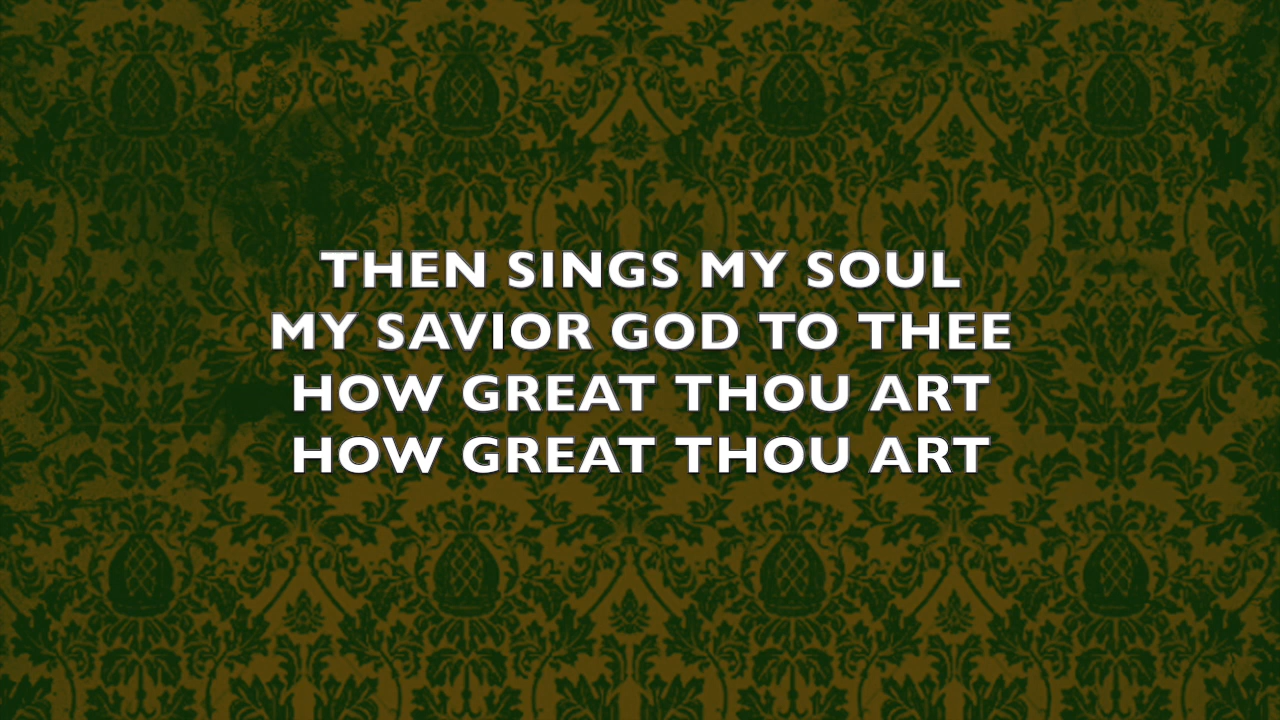 THEN SINGS MY SOUL
MY SAVIOR GOD TO THEE
HOW GREAT THOU ART
HOW GREAT THOU ART